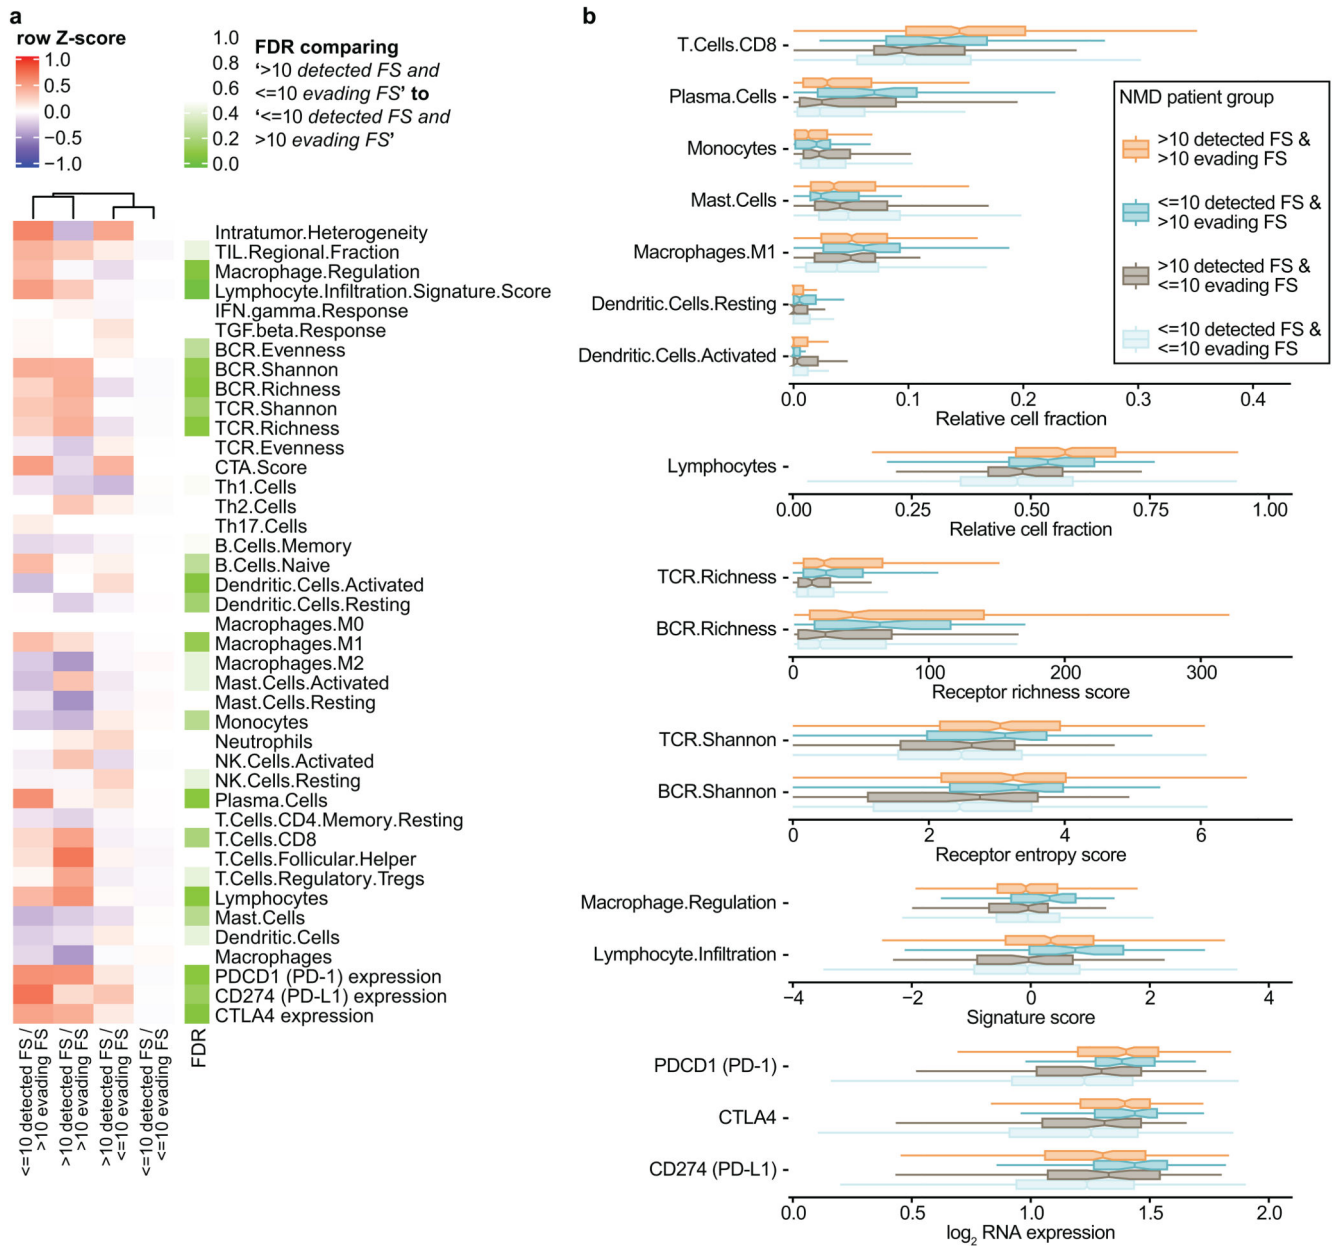 a
row Z-score
1.0
0.5
0.0
−0.5
−1.0
1.0
0.8
0.6
0.4
0.2
0.0
FDR comparing
‘>10 detected FS and
<=10 evading FS’ to
‘<=10 detected FS and
>10 evading FS’
Intratumor.Heterogeneity
TIL.Regional.Fraction
Macrophage.Regulation
Lymphocyte.Infiltration.Signature.Score
IFN.gamma.Response
TGF.beta.Response
BCR.Evenness
BCR.Shannon
BCR.Richness
TCR.Shannon
TCR.Richness
TCR.Evenness
CTA.Score
Th1.Cells
Th2.Cells
Th17.Cells
B.Cells.Memory
B.Cells.Naive
Dendritic.Cells.Activated
Dendritic.Cells.Resting
Macrophages.M0
Macrophages.M1
Macrophages.M2
Mast.Cells.Activated
Mast.Cells.Resting
Monocytes
Neutrophils
NK.Cells.Activated
NK.Cells.Resting
Plasma.Cells
T.Cells.CD4.Memory.Resting
T.Cells.CD8
T.Cells.Follicular.Helper
T.Cells.Regulatory.Tregs
Lymphocytes
Mast.Cells
Dendritic.Cells
Macrophages
PDCD1 (PD-1) expression
CD274 (PD-L1) expression
CTLA4 expression
<=10 detected FS /
>10 evading FS
>10 detected FS /
>10 evading FS
>10 detected FS /
<=10 evading FS
<=10 detected FS /
<=10 evading FS
FDR
b
T.Cells.CD8
Plasma.Cells
Monocytes
Mast.Cells
Macrophages.M1
Dendritic.Cells.Resting
Dendritic.Cells.Activated
0.0 0.1 0.2 0.3 0.4
Relative cell fraction
NMD patient group
>10 detected FS &
>10 evading FS
<=10 detected FS &
>10 evading FS
>10 detected FS &
<=10 evading FS
<=10 detected FS &
<=10 evading FS
Lymphocytes
0.00 0.25 0.50 0.75 1.00
Relative cell fraction
TCR.Richness
BCR.Richness
0 100 200 300
Receptor richness score
TCR.Shannon
BCR.Shannon
0 2 4 6
Receptor entropy score
Macrophage.Regulation
Lymphocyte.Infiltration
−4 −2 0 2 4
Signature score
PDCD1 (PD-1)
CTLA4
CD274 (PD-L1)
0.0 0.5 1.0 1.5 2.0
log2 RNA expression